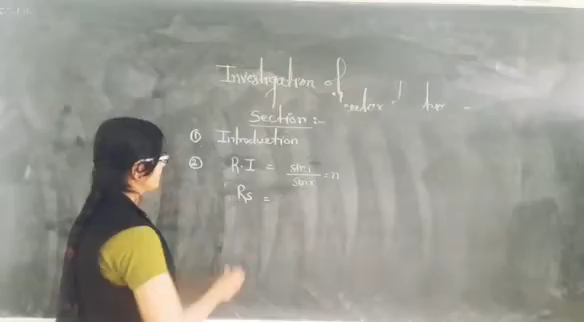 Investigation of
Section :-
① Introduction
② R.I = sin i / sin r = n
Rs =